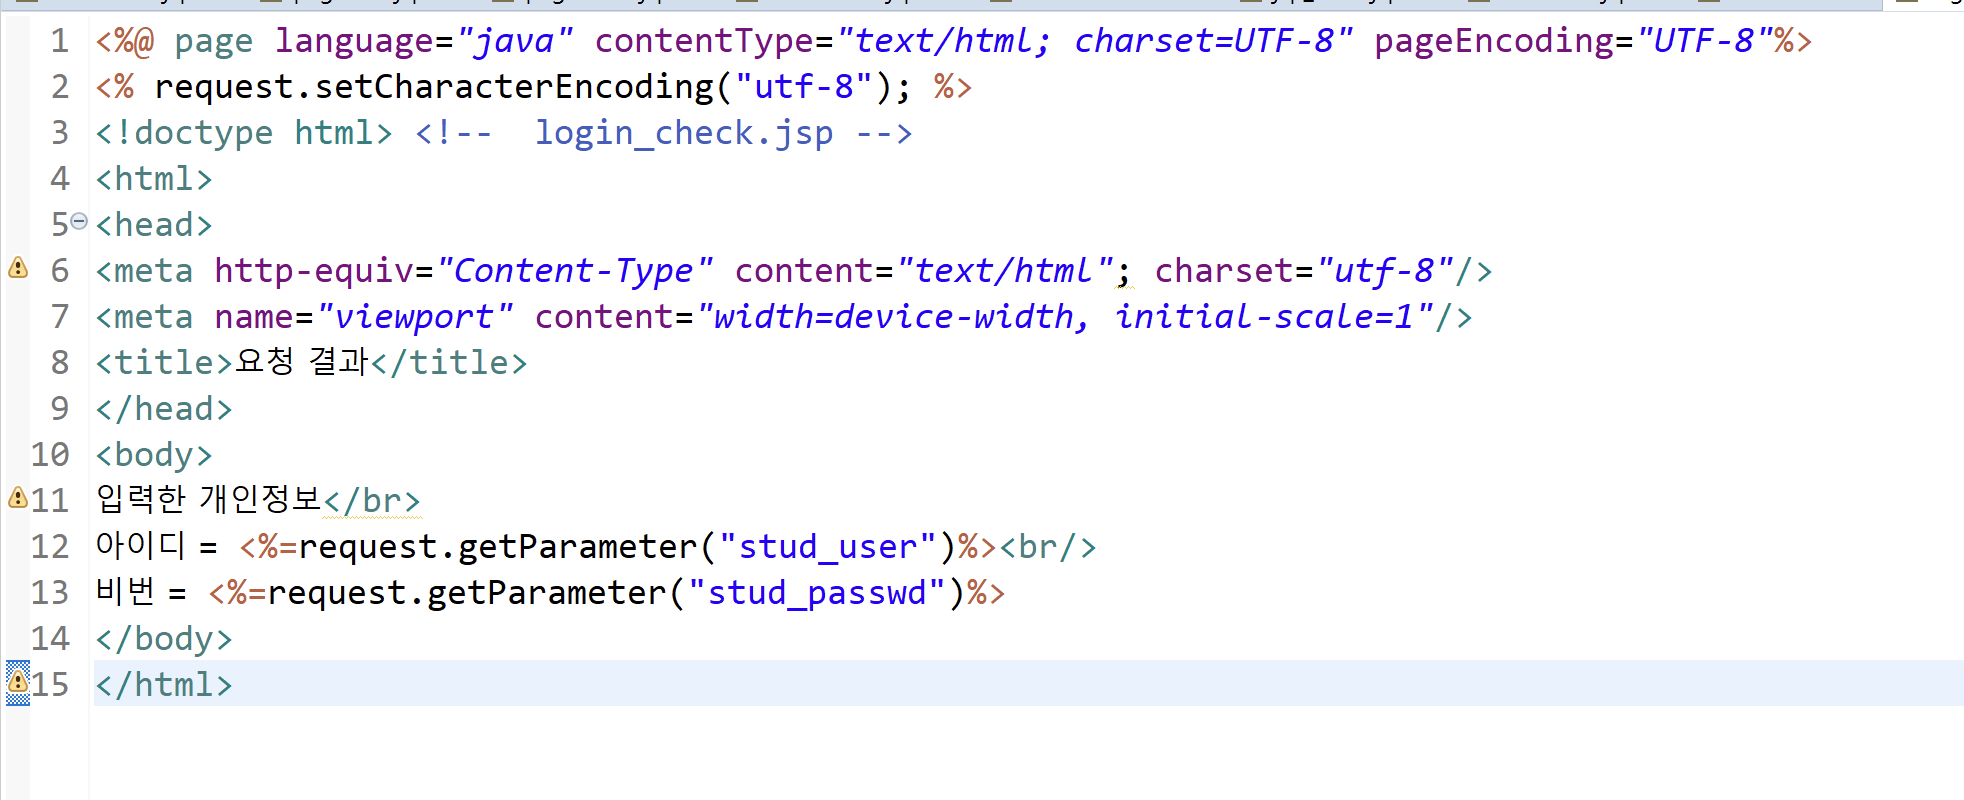 1 <%@ page language="java" contentType="text/html; charset=UTF-8" pageEncoding="UTF-8"%>
2 <% request.setCharacterEncoding("utf-8"); %>
3 <!doctype html> <!--  login_check.jsp -->
4 <html>
5 <head>
6 <meta http-equiv="Content-Type" content="text/html"; charset="utf-8"/>
7 <meta name="viewport" content="width=device-width, initial-scale=1"/>
8 <title>요청 결과</title>
9 </head>
10 <body>
11 입력한 개인정보</br>
12 아이디 = <%=request.getParameter("stud_user")%><br/>
13 비번 = <%=request.getParameter("stud_passwd")%>
14 </body>
15 </html>